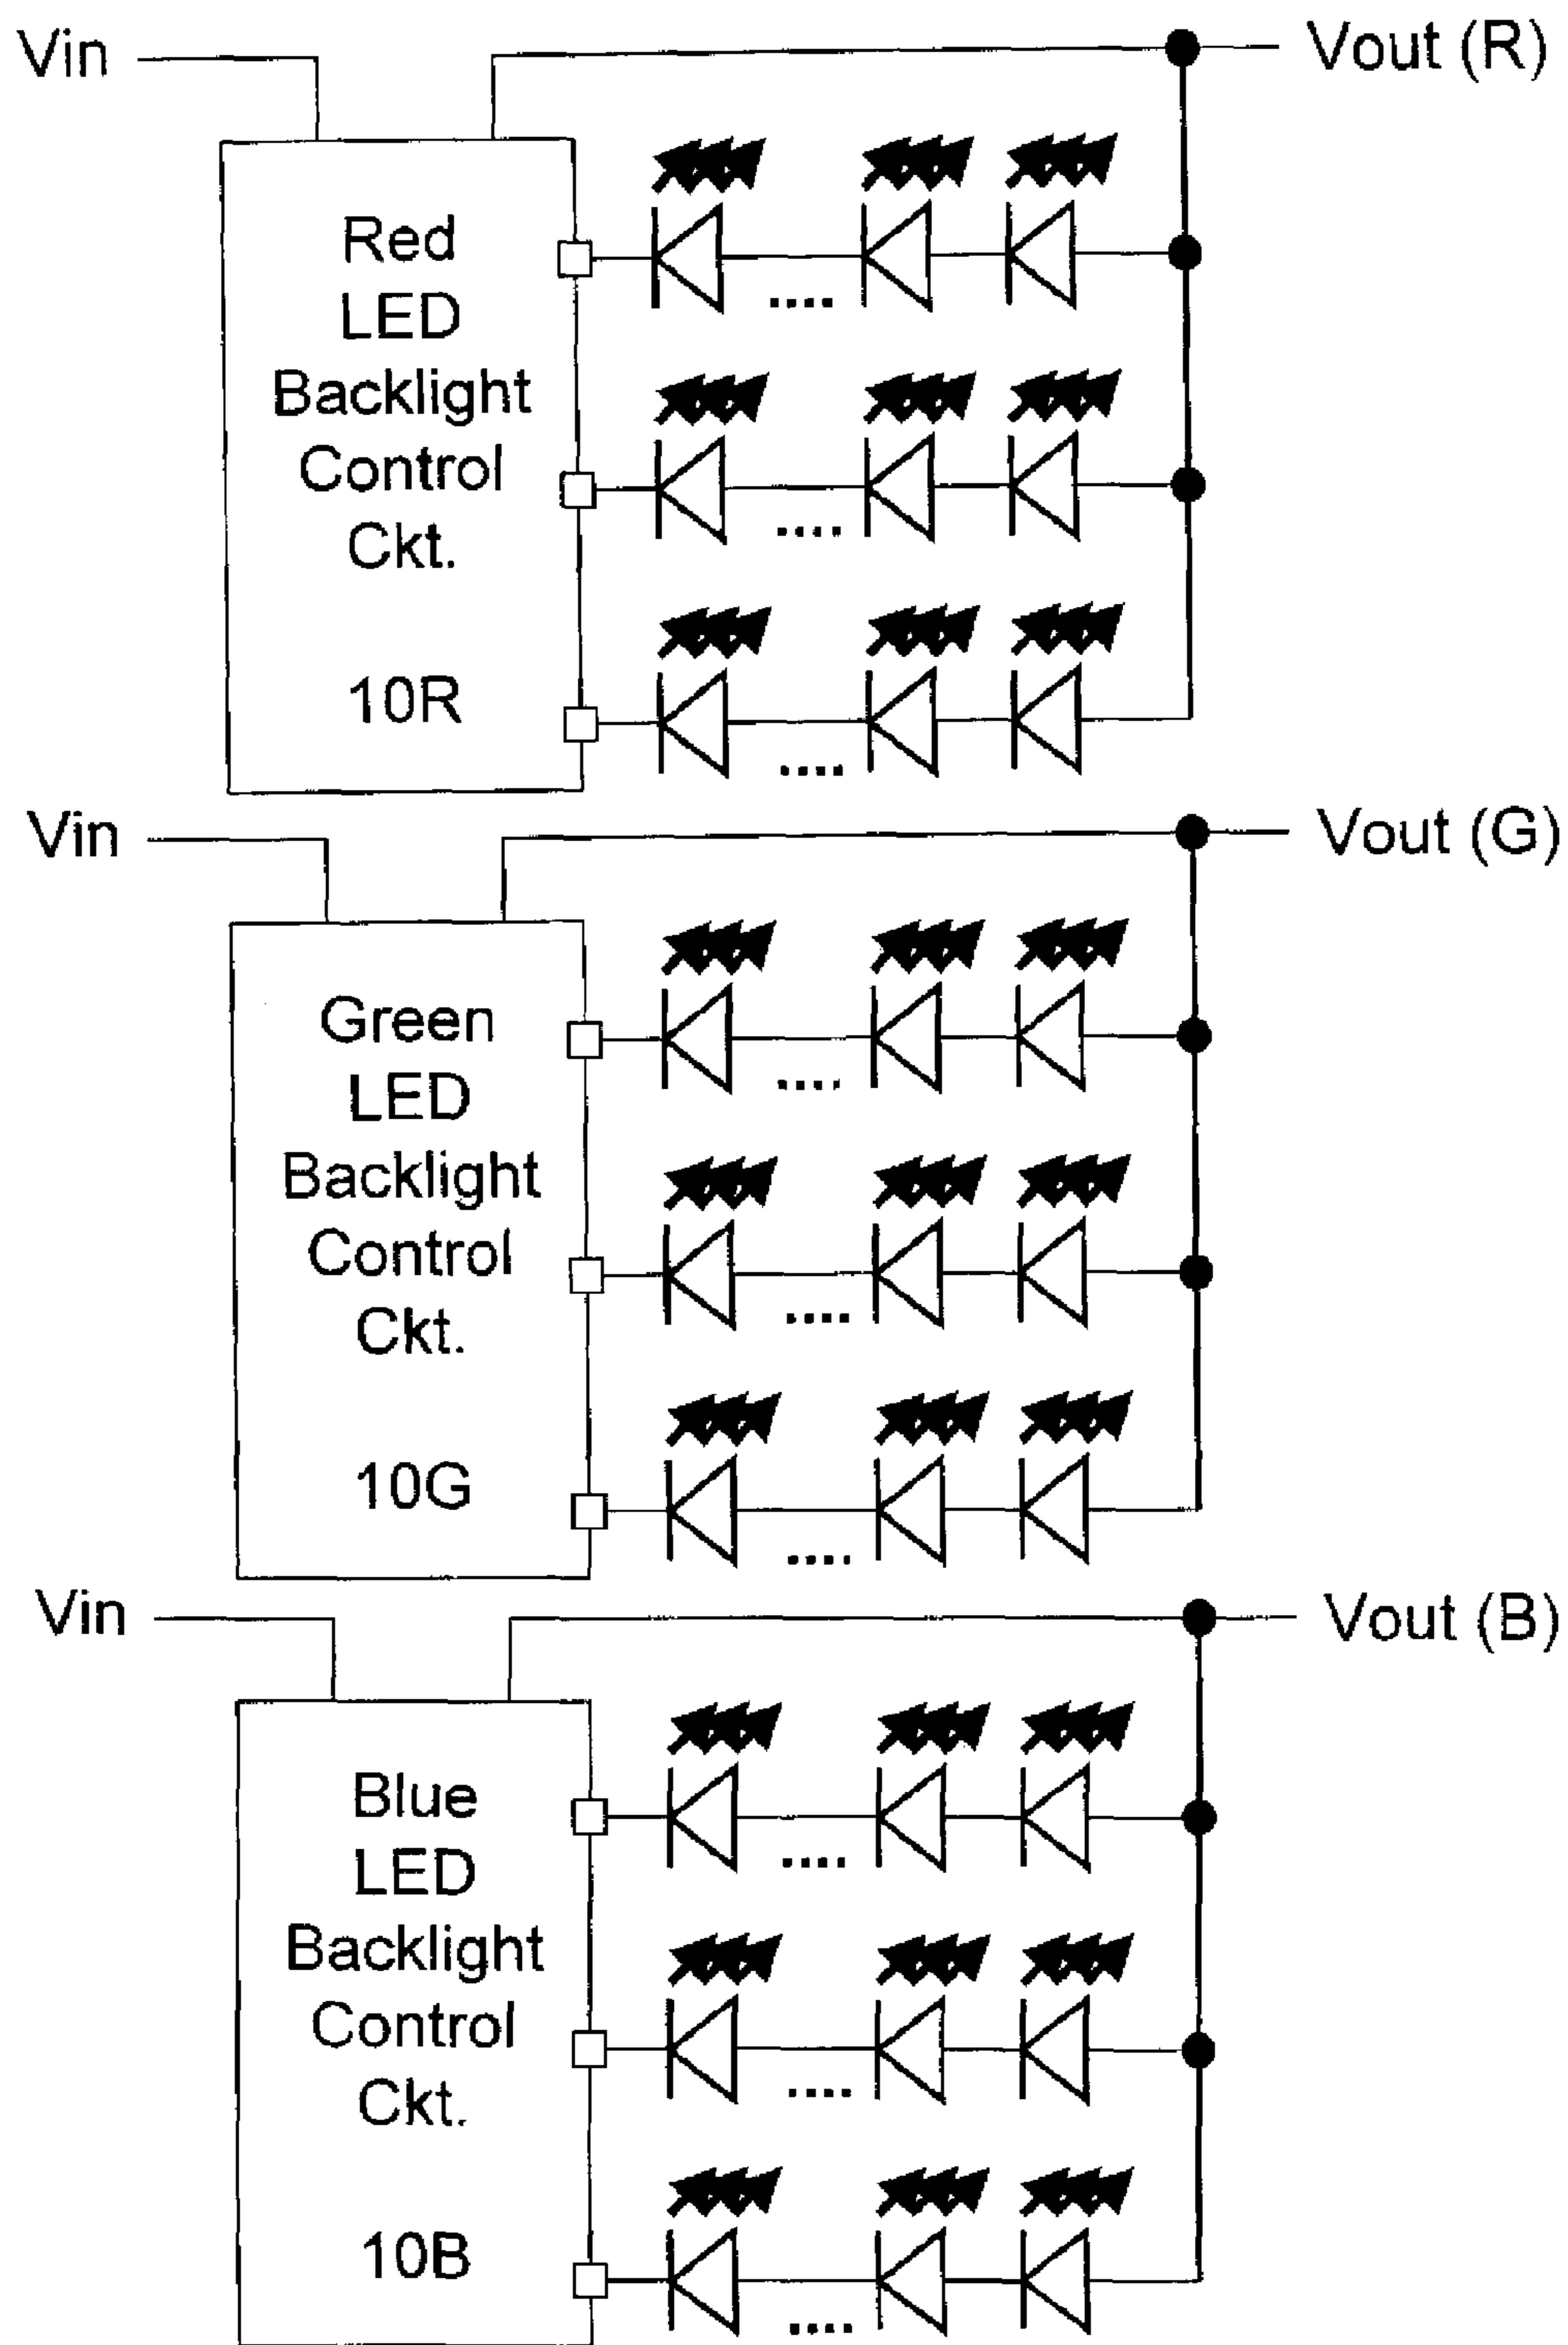 Vin
Vout (R)
Red
LED
Backlight
Control
Ckt.
10R
....
....
....
Vin
Vout (G)
Green
LED
Backlight
Control
Ckt.
10G
....
....
....
Vin
Vout (B)
Blue
LED
Backlight
Control
Ckt.
10B
....
....
....